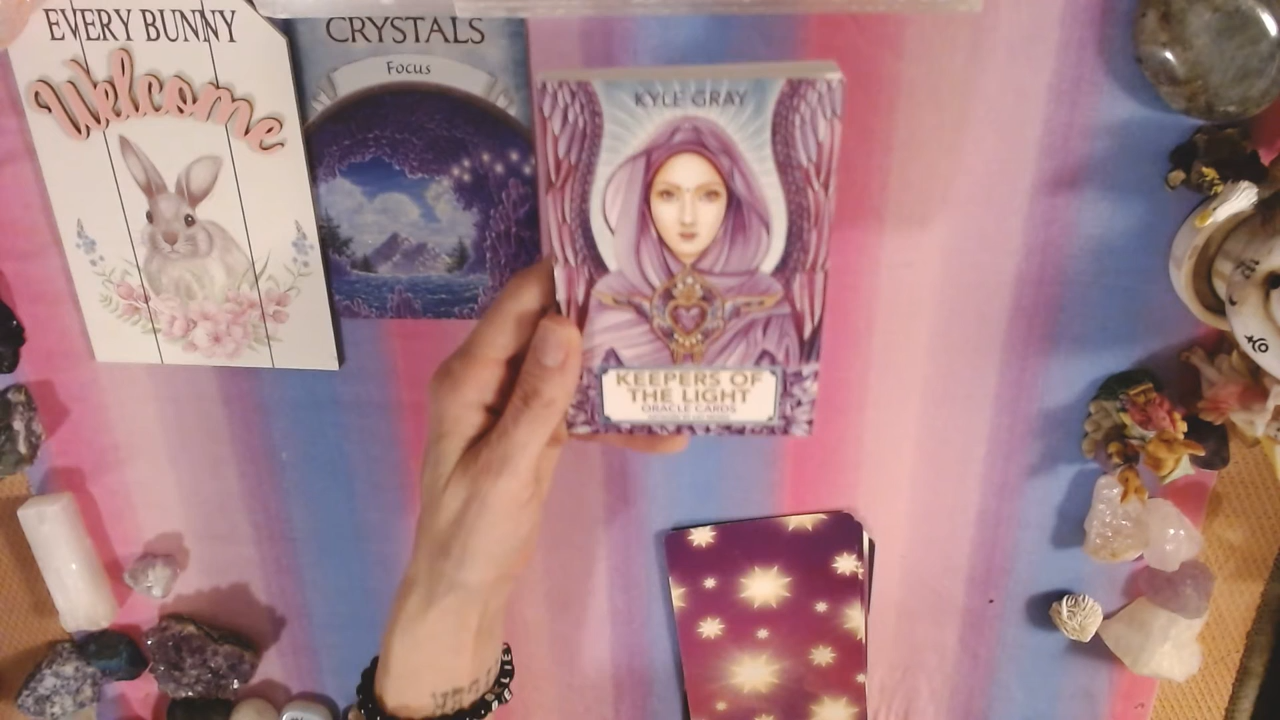 EVERY BUNNY
Welcome
CRYSTALS
Focus
KYLE GRAY
KEEPERS OF
THE LIGHT
ORACLE CARDS